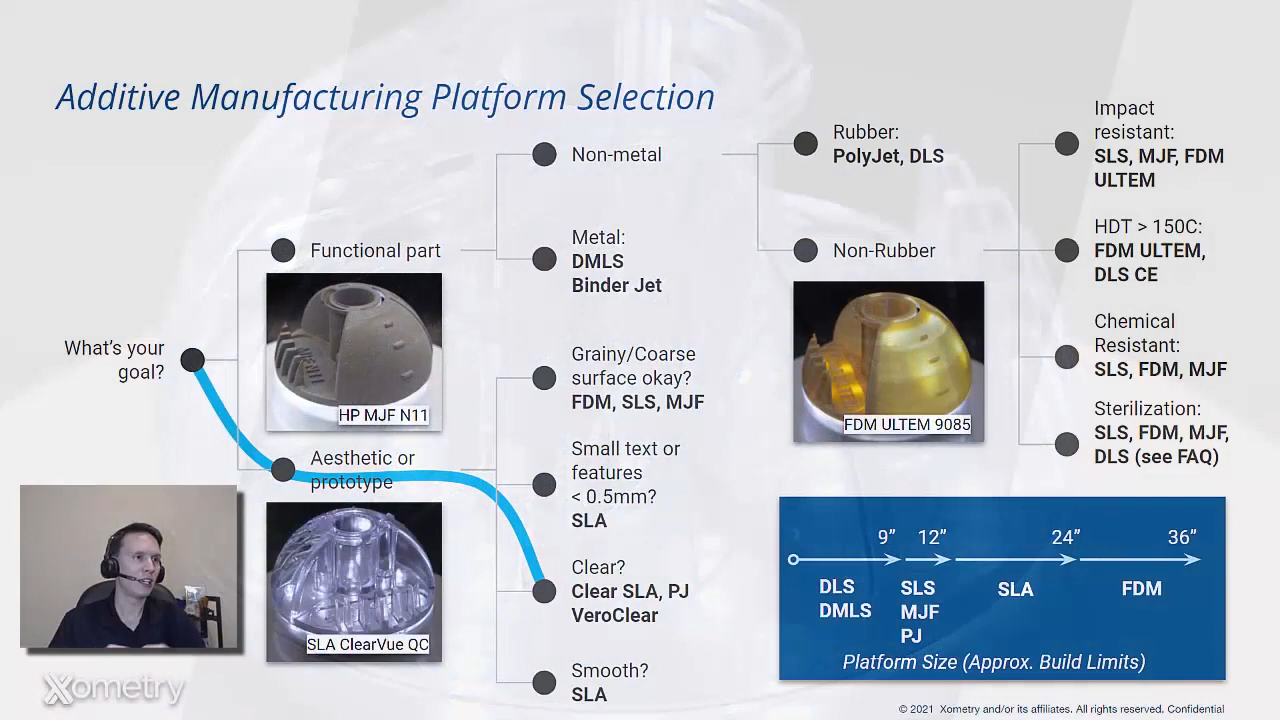 Additive Manufacturing Platform Selection
What's your
goal?
Functional part
HP MJF N11
Aesthetic or
prototype
SLA ClearVue QC
Non-metal
Metal:
DMLS
Binder Jet
Grainy/Coarse
surface okay?
FDM, SLS, MJF
Small text or
features
< 0.5mm?
SLA
Clear?
Clear SLA, PJ
VeroClear
Smooth?
SLA
Rubber:
PolyJet, DLS
Non-Rubber
FDM ULTEM 9085
Impact
resistant:
SLS, MJF, FDM
ULTEM
HDT > 150C:
FDM ULTEM,
DLS CE
Chemical
Resistant:
SLS, FDM, MJF
Sterilization:
SLS, FDM, MJF,
DLS (see FAQ)
9” 12” 24” 36”
DLS
DMLS
SLS
MJF
PJ
SLA
FDM
Platform Size (Approx. Build Limits)
Xometry
© 2021 Xometry and/or its affiliates. All rights reserved. Confidential